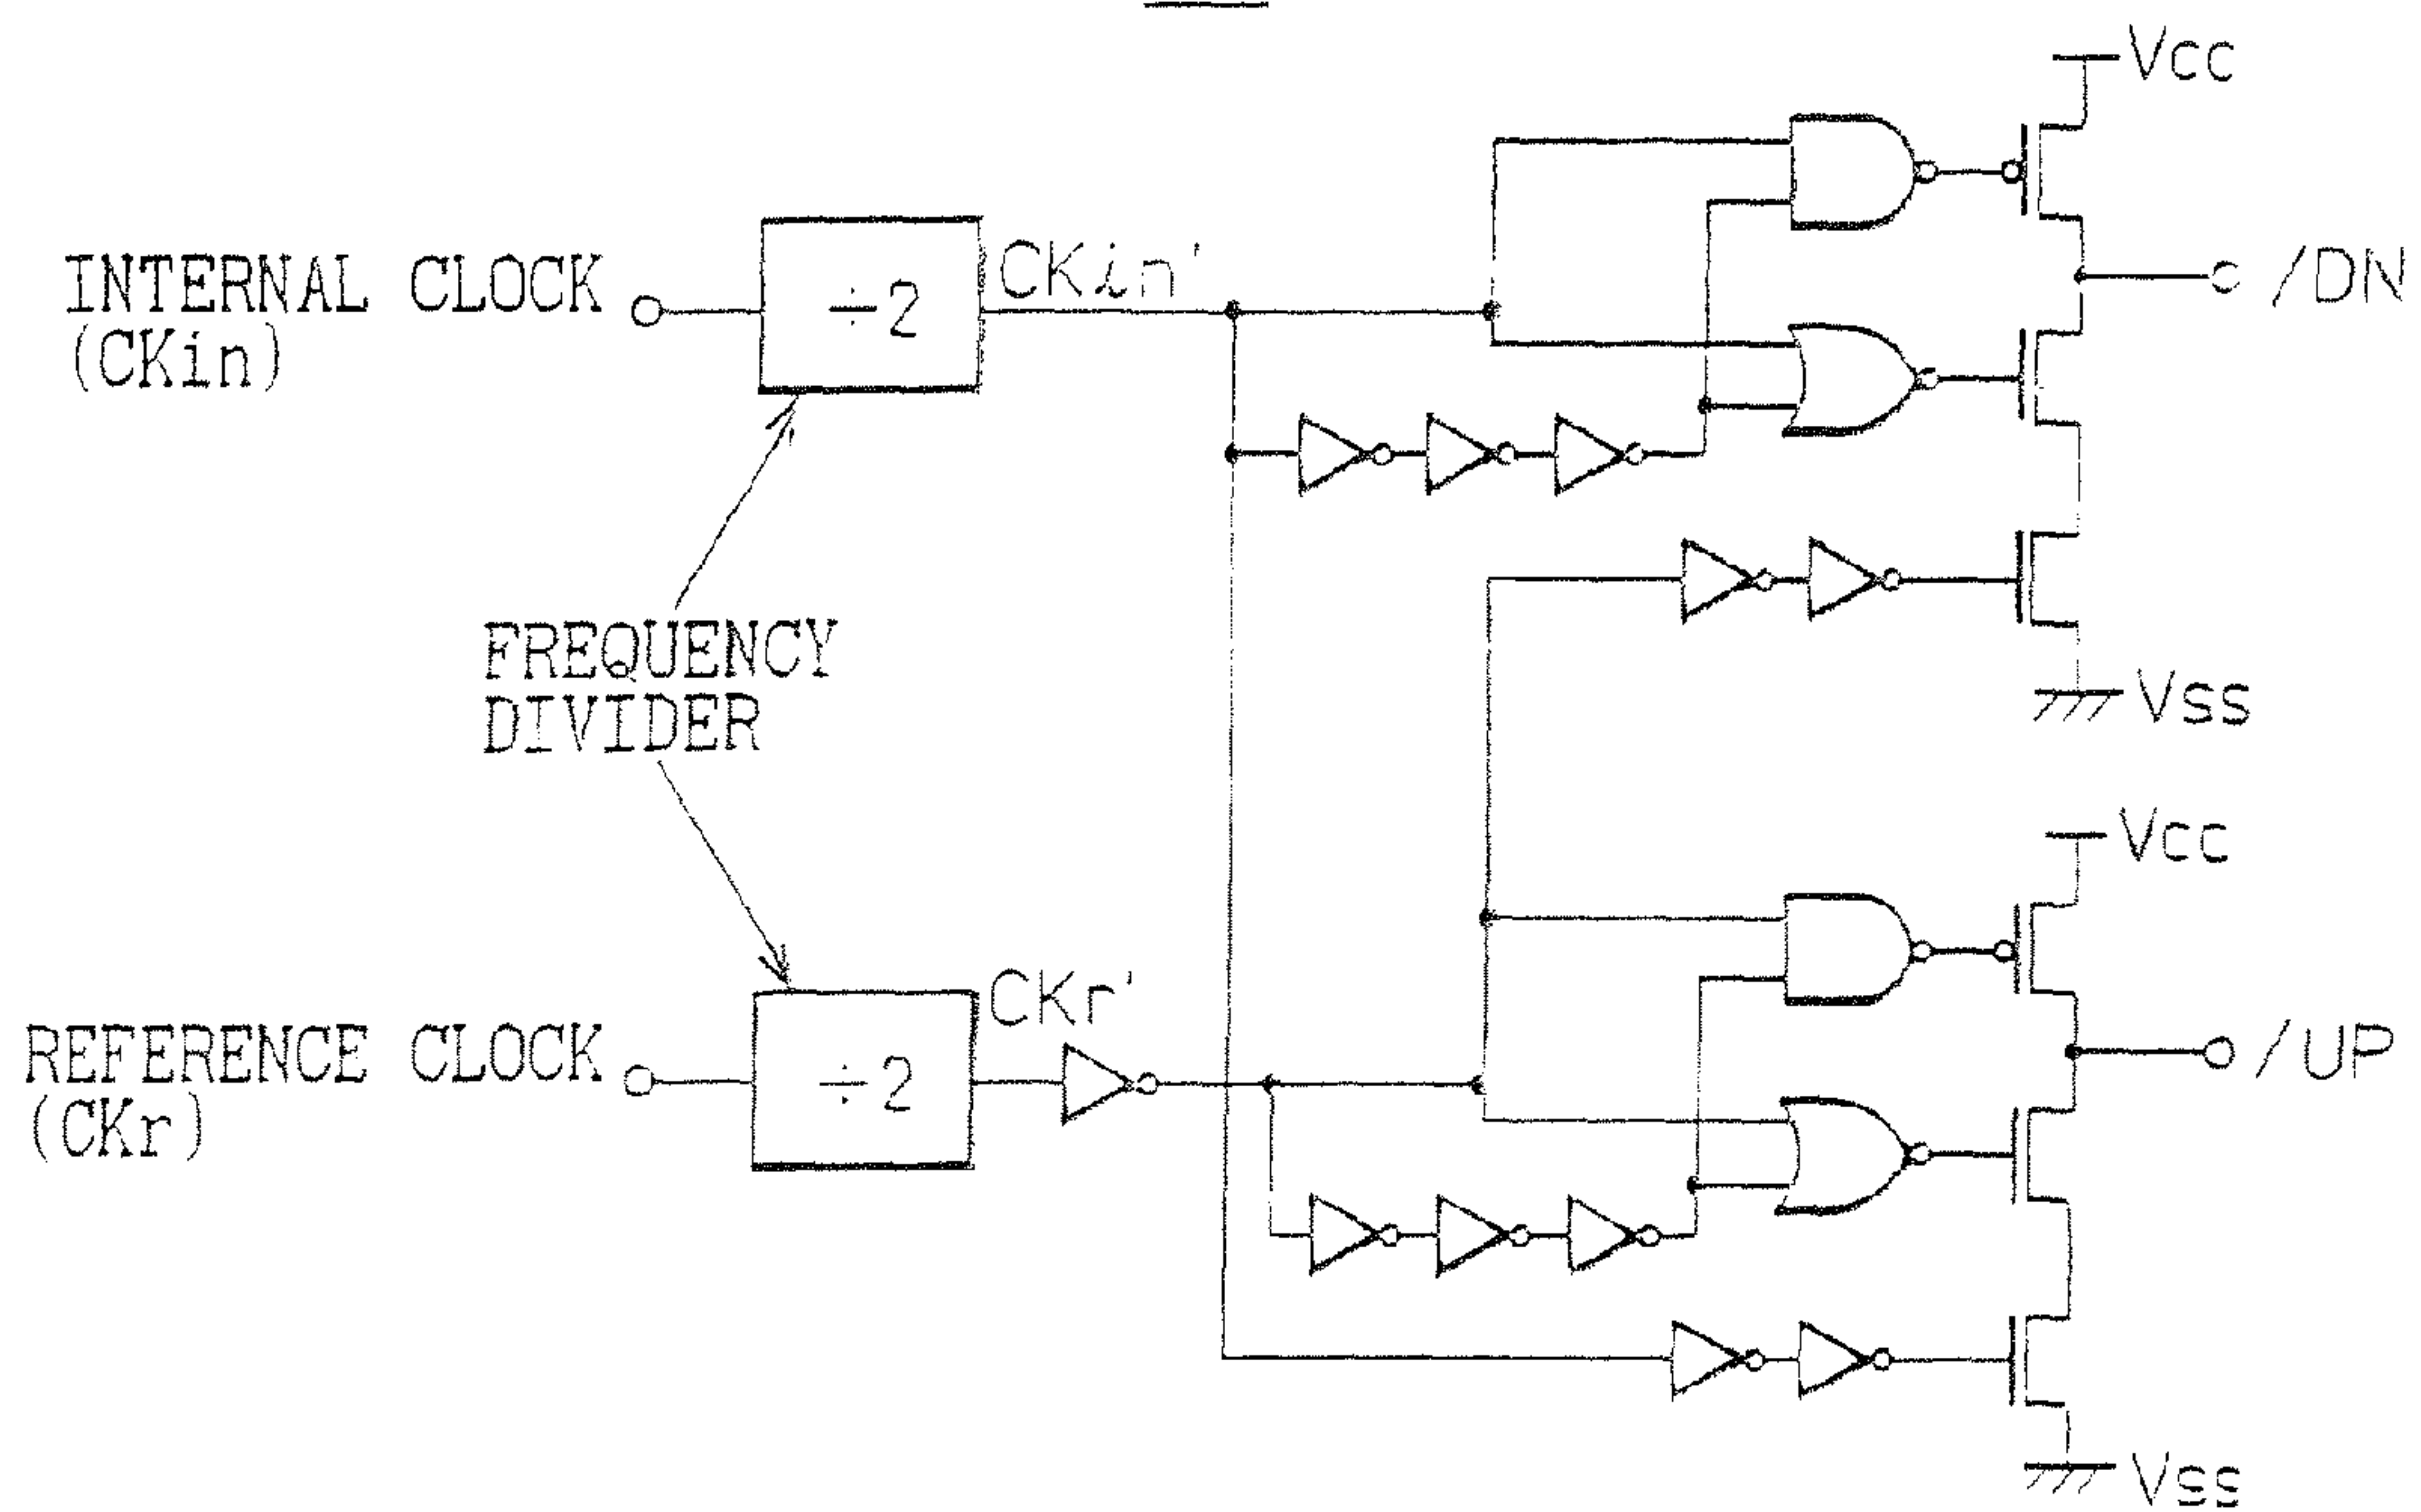 Vcc
INTERNAL CLOCK
(CKin)
÷2
CKin'
/DN
FREQUENCY
DIVIDER
Vss
Vcc
REFERENCE CLOCK
(CKr)
÷2
CKr'
/UP
Vss